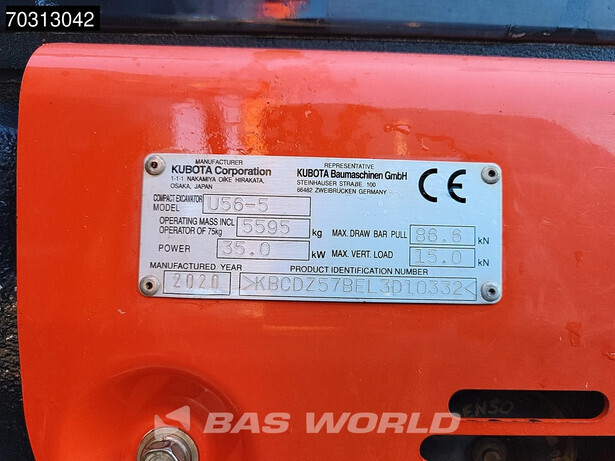 70313042
MANUFACTURER
KUBOTA Corporation
1-1-1 NAKAMIYA OIKE HIRAKATA,
OSAKA, JAPAN
REPRESENTATIVE
KUBOTA Baumaschinen GmbH
STEINHAUSER STRAßE 100
66482 ZWEIBRÜCKEN GERMANY
CE
COMPACT EXCAVATOR
MODEL U56-5
OPERATING MASS INCL
OPERATOR OF 75kg 5595 kg
MAX. DRAW BAR PULL 86.6 kN
POWER 35.0 kW
MAX. VERT. LOAD 15.0 kN
MANUFACTURED YEAR
2020
PRODUCT IDENTIFICATION NUMBER
>KBCDZ57BEL3D10332<
DENSO
BAS WORLD